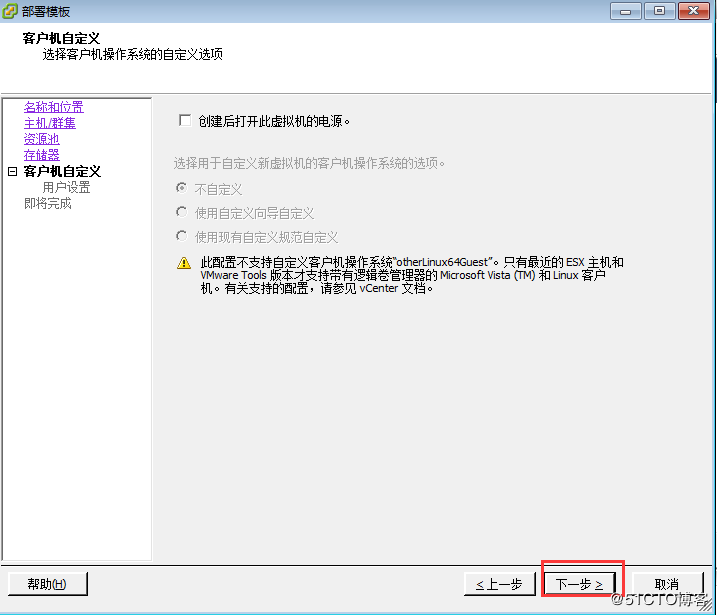 部署模板
客户机自定义
选择客户机操作系统的自定义选项
名称和位置
主机/群集
资源池
存储器
客户机自定义
用户设置
即将完成
创建后打开此虚拟机的电源。
选择用于自定义新虚拟机的客户机操作系统的选项。
不自定义
使用自定义向导自定义
使用现有自定义规范自定义
此配置不支持自定义客户机操作系统“otherLinux64Guest”。只有最近的 ESX 主机和
VMware Tools 版本才支持带有逻辑卷管理器的 Microsoft Vista (TM) 和 Linux 客户
机。有关支持的配置，请参见 vCenter 文档。
帮助(H)
< 上一步
下一步 >
取消
@51CTO博客